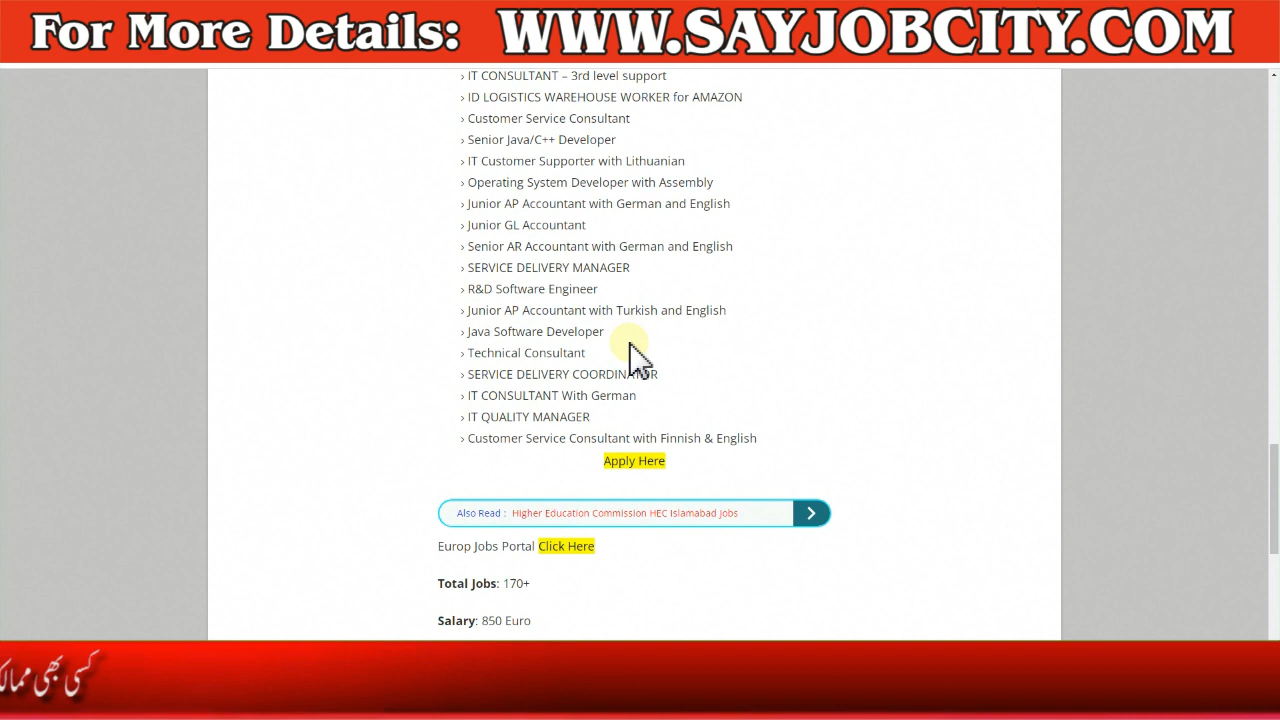 For More Details: WWW.SAYJOBCITY.COM
› IT CONSULTANT – 3rd level support
› ID LOGISTICS WAREHOUSE WORKER for AMAZON
› Customer Service Consultant
› Senior Java/C++ Developer
› IT Customer Supporter with Lithuanian
› Operating System Developer with Assembly
› Junior AP Accountant with German and English
› Junior GL Accountant
› Senior AR Accountant with German and English
› SERVICE DELIVERY MANAGER
› R&D Software Engineer
› Junior AP Accountant with Turkish and English
› Java Software Developer
› Technical Consultant
› SERVICE DELIVERY COORDINATOR
› IT CONSULTANT With German
› IT QUALITY MANAGER
› Customer Service Consultant with Finnish & English
Apply Here
Also Read : Higher Education Commission HEC Islamabad Jobs
Europ Jobs Portal Click Here
Total Jobs: 170+
Salary: 850 Euro
کسی بھی